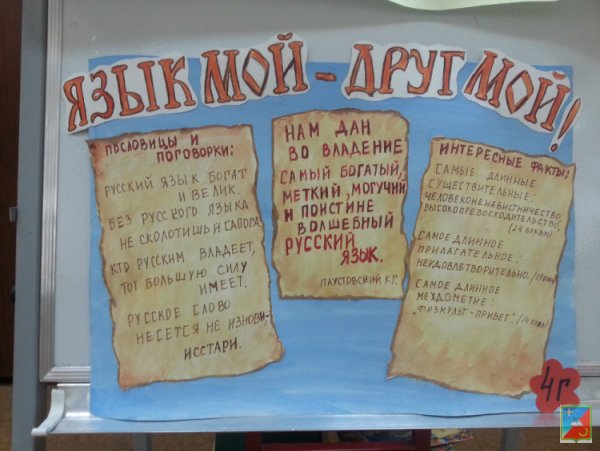 ЯЗЫК МОЙ - ДРУГ МОЙ!
ПОСЛОВИЦЫ И
ПОГОВОРКИ:
РУССКИЙ ЯЗЫК БОГАТ
И ВЕЛИК.
БЕЗ РУССКОГО ЯЗЫКА
НЕ СКОЛОТИШЬ И САПОГА.
КТО РУССКИМ ВЛАДЕЕТ,
ТОТ БОЛЬШУЮ СИЛУ
ИМЕЕТ.
РУССКОЕ СЛОВО
НЕСЕТСЯ НЕ ИЗНОВИ-
ИССТАРИ.
НАМ ДАН
ВО ВЛАДЕНИЕ
САМЫЙ БОГАТЫЙ,
МЕТКИЙ, МОГУЧИЙ
И ПОИСТИНЕ
ВОЛШЕБНЫЙ
РУССКИЙ
ЯЗЫК.
ПАУСТОВСКИЙ К.Г.
ИНТЕРЕСНЫЕ ФАКТЫ:
САМЫЕ ДЛИННЫЕ
СУЩЕСТВИТЕЛЬНЫЕ:
ЧЕЛОВЕКОНЕНАВИСТНИЧЕСТВО,
ВЫСОКОПРЕВОСХОДИТЕЛЬСТВО,
(24 БУКВЫ)
САМОЕ ДЛИННОЕ
ПРИЛАГАТЕЛЬНОЕ:
НЕУДОВЛЕТВОРИТЕЛЬНО.
САМОЕ ДЛИННОЕ
МЕЖДОМЕТИЕ:
"ФИЗКУЛЬТ-ПРИВЕТ".
4Г